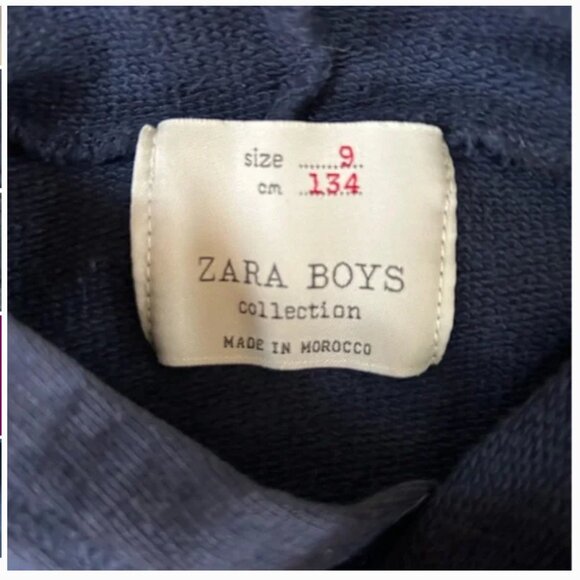 size ........9..
cm ..134..
ZARA BOYS
collection
MADE IN MOROCCO